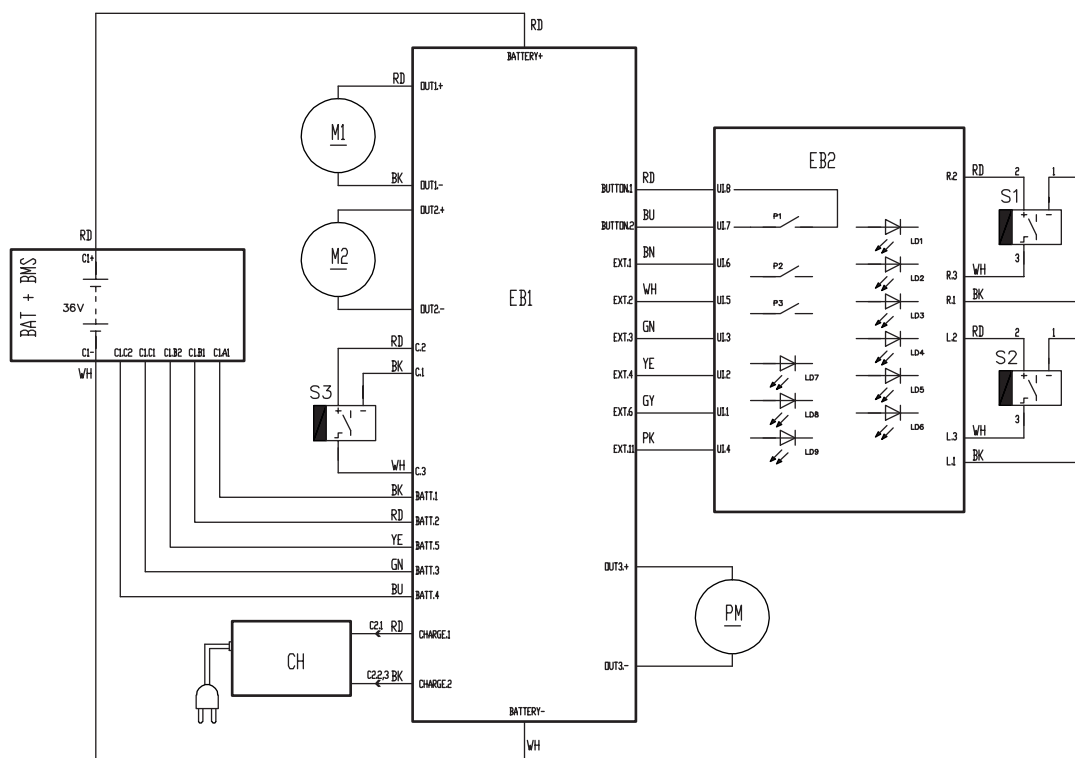 RD
BATTERY+
RD OUT1.+
M1
BK OUT1.-
OUT2.+
M2
OUT2.-
RD
C1+
BAT + BMS
36V
C1-
WH
C1.C2 C1.C1 C1.B2 C1.B1 C1.A1
EB1
RD C.2
BK C.1
S3
+ -
WH C.3
BK BATT.1
RD BATT.2
YE BATT.5
GN BATT.3
BU BATT.4
C2.1 RD CHARGE.1
CH
C2.2,3 BK CHARGE.2
BATTERY-
WH
BUTTON.1 RD UI.8
BUTTON.2 BU UI.7
EXT.1 BN UI.6
EXT.2 WH UI.5
EXT.3 GN UI.3
EXT.4 YE UI.2
EXT.6 GY UI.1
EXT.11 PK UI.4
EB2
P1
P2
P3
LD1
LD2
LD3
LD4
LD5
LD6
LD7
LD8
LD9
R.2 RD 2 1
S1
+ -
3
R.3 WH
R.1 BK
L.2 RD 2 1
S2
+ -
3
L.3 WH
L.1 BK
OUT3.+
PM
OUT3.-